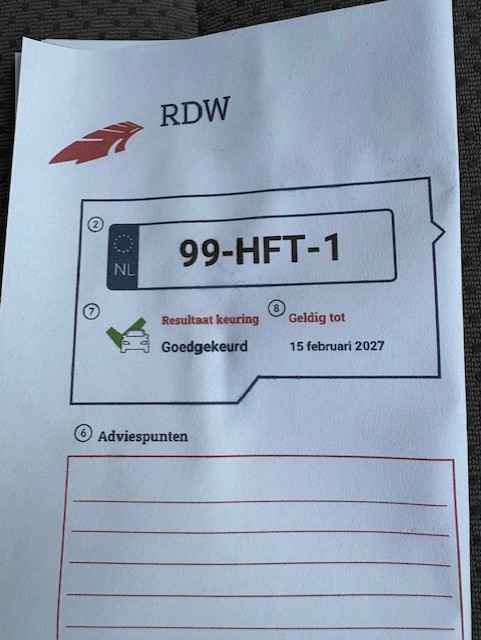 RDW
2
NL
99-HFT-1
7
Resultaat keuring
8
Geldig tot
Goedgekeurd
15 februari 2027
6
Adviespunten